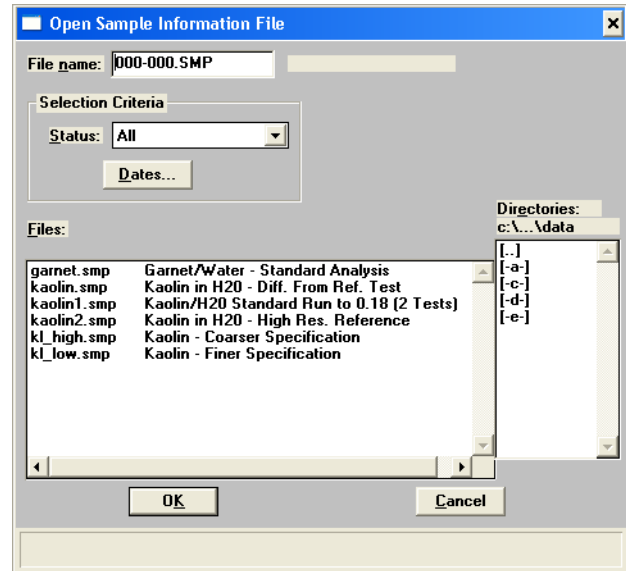 Open Sample Information File
File name: 000-000.SMP
Selection Criteria
Status: All
Dates...
Directories:
Files:
c:\...\data
garnet.smp Garnet/Water - Standard Analysis
kaolin.smp Kaolin in H20 - Diff. From Ref. Test
kaolin1.smp Kaolin/H20 Standard Run to 0.18 (2 Tests)
kaolin2.smp Kaolin in H20 - High Res. Reference
kl_high.smp Kaolin - Coarser Specification
kl_low.smp Kaolin - Finer Specification
[..]
[-a-]
[-c-]
[-d-]
[-e-]
OK
Cancel